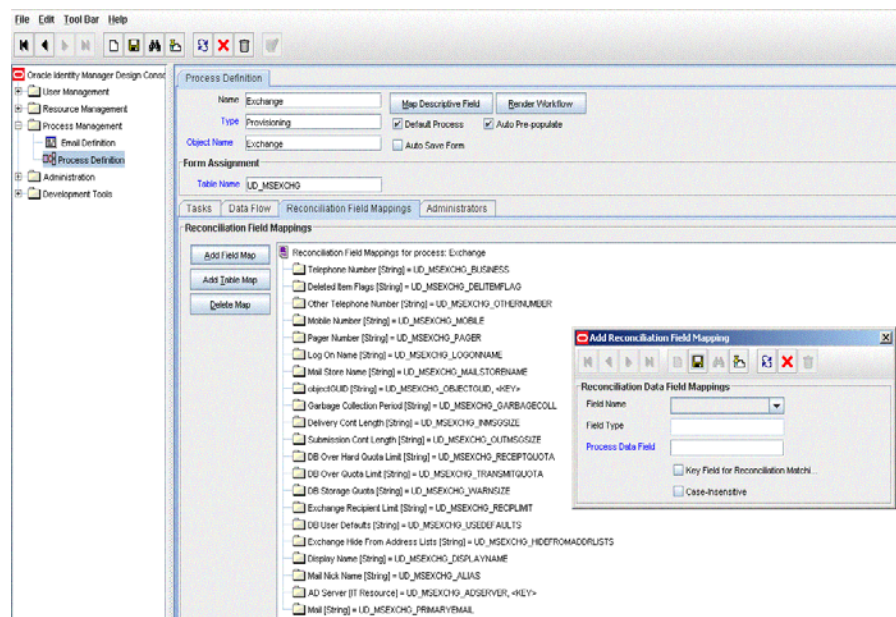 File Edit Tool Bar Help
Oracle Identity Manager Design Consc
User Management
Resource Management
Process Management
Email Definition
Process Definition
Administration
Development Tools
Process Definition
Name Exchange
Map Descriptive Field
Render Workflow
Type Provisioning
Default Process
Auto Pre-populate
Object Name Exchange
Auto Save Form
Form Assignment
Table Name UD_MSEXCHG
Tasks Data Flow Reconciliation Field Mappings Administrators
Reconciliation Field Mappings
Add Field Map
Add Table Map
Delete Map
Reconciliation Field Mappings for process: Exchange
Telephone Number [String] = UD_MSEXCHG_BUSINESS
Deleted Item Flags [String] = UD_MSEXCHG_DELITEMFLAG
Other Telephone Number [String] = UD_MSEXCHG_OTHERNUMBER
Mobile Number [String] = UD_MSEXCHG_MOBILE
Pager Number [String] = UD_MSEXCHG_PAGER
Log On Name [String] = UD_MSEXCHG_LOGONNAME
Mail Store Name [String] = UD_MSEXCHG_MAILSTORENAME
objectGUID [String] = UD_MSEXCHG_OBJECTGUID, <KEY>
Garbage Collection Period [String] = UD_MSEXCHG_GARBAGECOLL
Delivery Cont Length [String] = UD_MSEXCHG_INMSGSIZE
Submission Cont Length [String] = UD_MSEXCHG_OUTMSGSIZE
DB Over Hard Quota Limit [String] = UD_MSEXCHG_RECEIPTQUOTA
DB Over Quota Limit [String] = UD_MSEXCHG_TRANSMITQUOTA
DB Storage Quota [String] = UD_MSEXCHG_WARNSIZE
Exchange Recipient Limit [String] = UD_MSEXCHG_RECIPLIMIT
DB User Defaults [String] = UD_MSEXCHG_USEDEFAULTS
Exchange Hide From Address Lists [String] = UD_MSEXCHG_HIDEFROMADDRLISTS
Display Name [String] = UD_MSEXCHG_DISPLAYNAME
Mail Nick Name [String] = UD_MSEXCHG_ALIAS
AD Server [IT Resource] = UD_MSEXCHG_ADSERVER, <KEY>
Mail [String] = UD_MSEXCHG_PRIMARYEMAIL
Add Reconciliation Field Mapping
Reconciliation Data Field Mappings
Field Name
Field Type
Process Data Field
Key Field for Reconciliation Matchi...
Case-Insensitive